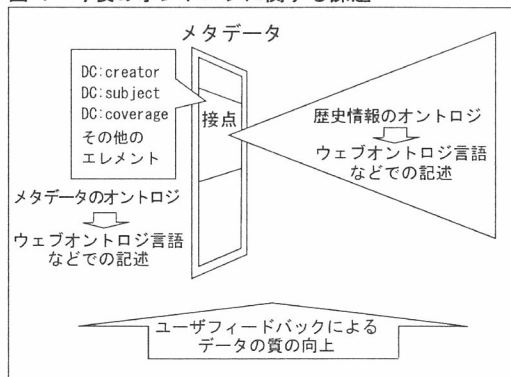 メタデータ
DC:creator
DC:subject
DC:coverage
その他の
エレメント
接点
歴史情報のオントロジ
ウェブオントロジ言語
などでの記述
メタデータのオントロジ
ウェブオントロジ言語
などでの記述
ユーザフィードバックによる
データの質の向上